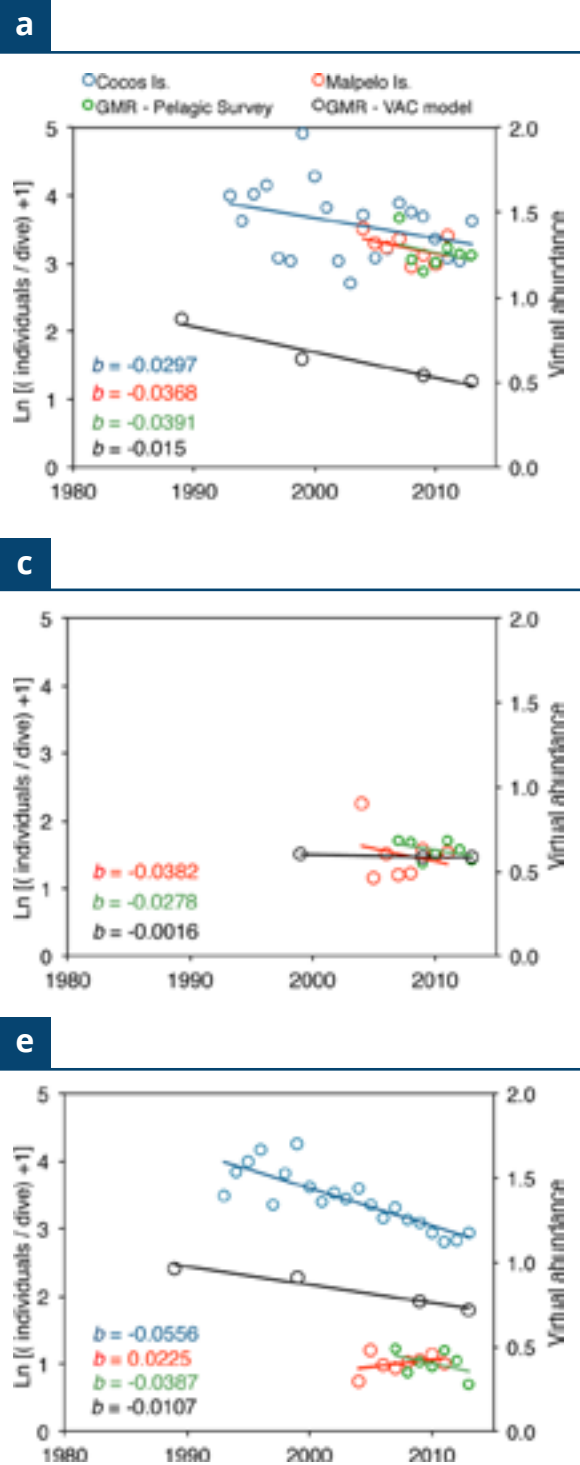 a
Cocos Is. Malpelo Is.
GMR - Pelagic Survey GMR - VAC model
5 2.0
4 1.5
3
1.0
2
1 0.5
0 0.0
Ln [( individuals / dive) +1]
Virtual abundance
b = -0.0297
b = -0.0368
b = -0.0391
b = -0.015
1980 1990 2000 2010
c
5 2.0
4 1.5
3
1.0
2
1 0.5
0 0.0
Ln [( individuals / dive) +1]
Virtual abundance
b = -0.0382
b = -0.0278
b = -0.0016
1980 1990 2000 2010
e
5 2.0
4 1.5
3
1.0
2
1 0.5
0 0.0
Ln [( individuals / dive) +1]
Virtual abundance
b = -0.0556
b = 0.0225
b = -0.0387
b = -0.0107
1980 1990 2000 2010